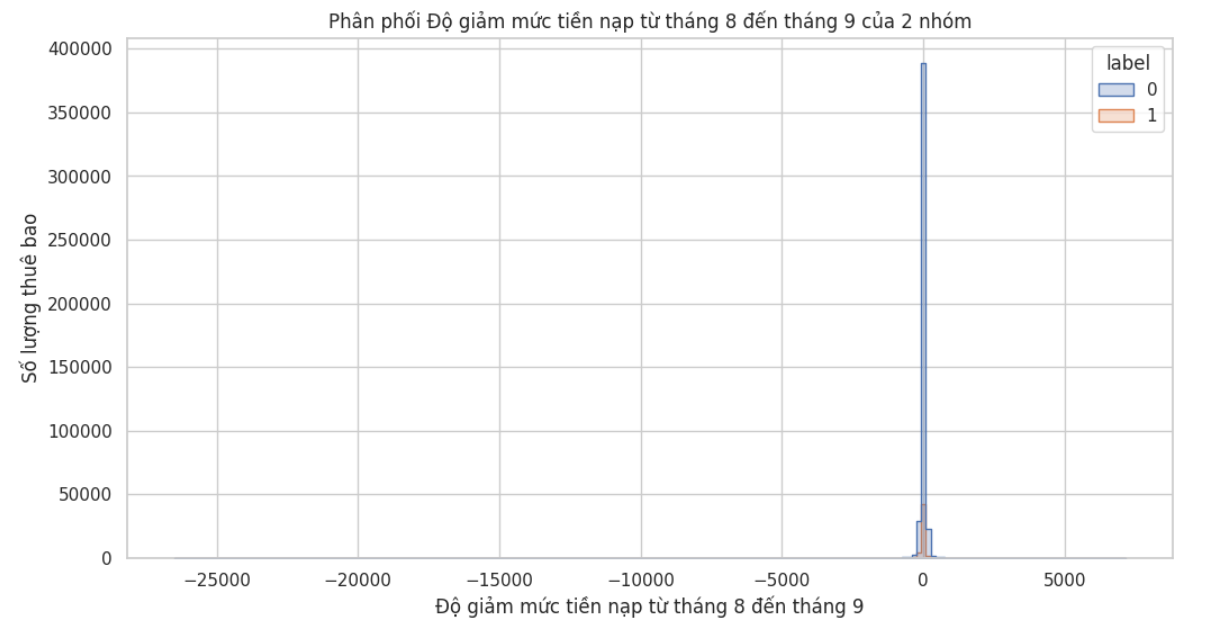 Phân phối Độ giảm mức tiền nạp từ tháng 8 đến tháng 9 của 2 nhóm
400000
350000
300000
250000
200000
150000
100000
50000
0
Số lượng thuê bao
label
0
1
−25000 −20000 −15000 −10000 −5000 0 5000
Độ giảm mức tiền nạp từ tháng 8 đến tháng 9